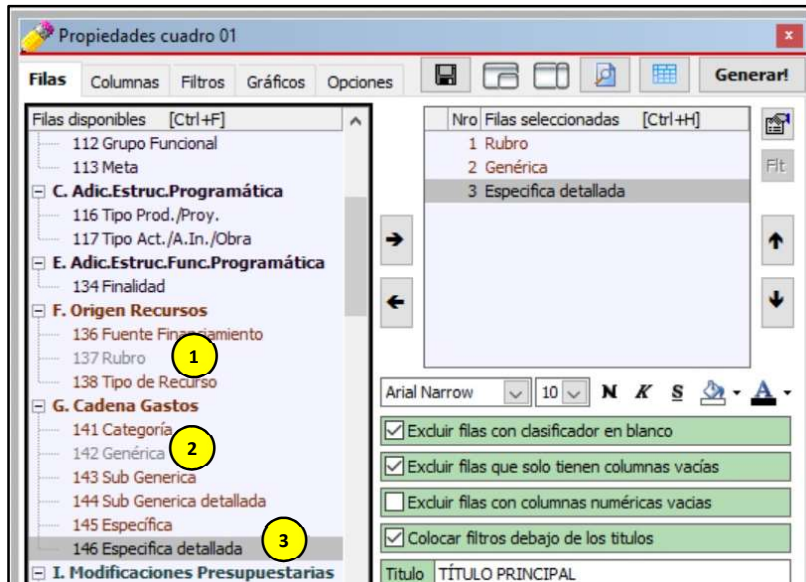 Propiedades cuadro 01
x
Filas Columnas Filtros Gráficos Opciones Generar!
Filas disponibles [Ctrl+F]
112 Grupo Funcional
113 Meta
C. Adic.Estruc.Programática
116 Tipo Prod./Proy.
117 Tipo Act./A.In./Obra
E. Adic.Estruc.Func.Programática
134 Finalidad
F. Origen Recursos
136 Fuente Financiamiento
137 Rubro
1
138 Tipo de Recurso
G. Cadena Gastos
141 Categoría
142 Genérica
2
143 Sub Generica
144 Sub Generica detallada
145 Específica
146 Especifica detallada
3
I. Modificaciones Presupuestarias
Nro Filas seleccionadas [Ctrl+H]
1 Rubro
2 Genérica
3 Especifica detallada
Flt
Arial Narrow 10 N K S A
Excluir filas con clasificador en blanco
Excluir filas que solo tienen columnas vacías
Excluir filas con columnas numéricas vacias
Colocar filtros debajo de los titulos
Titulo TÍTULO PRINCIPAL